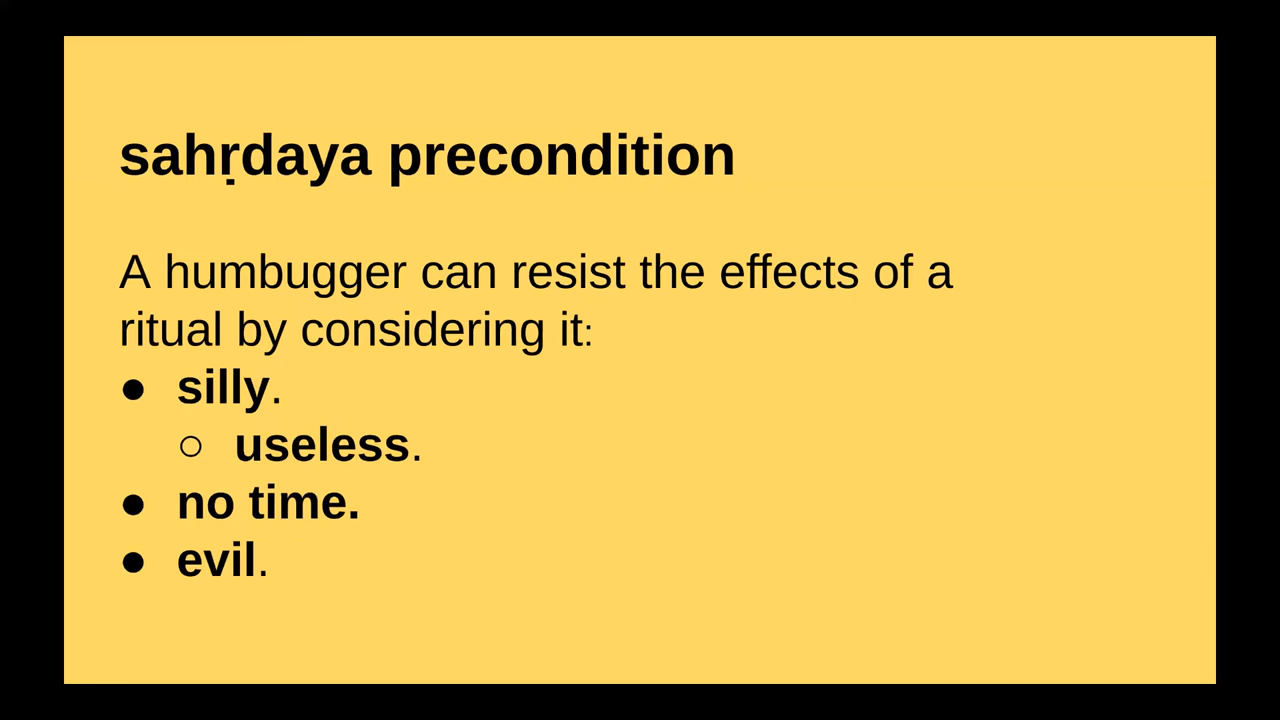 sahṛdaya precondition
A humbugger can resist the effects of a
ritual by considering it:
● silly.
○ useless.
● no time.
● evil.